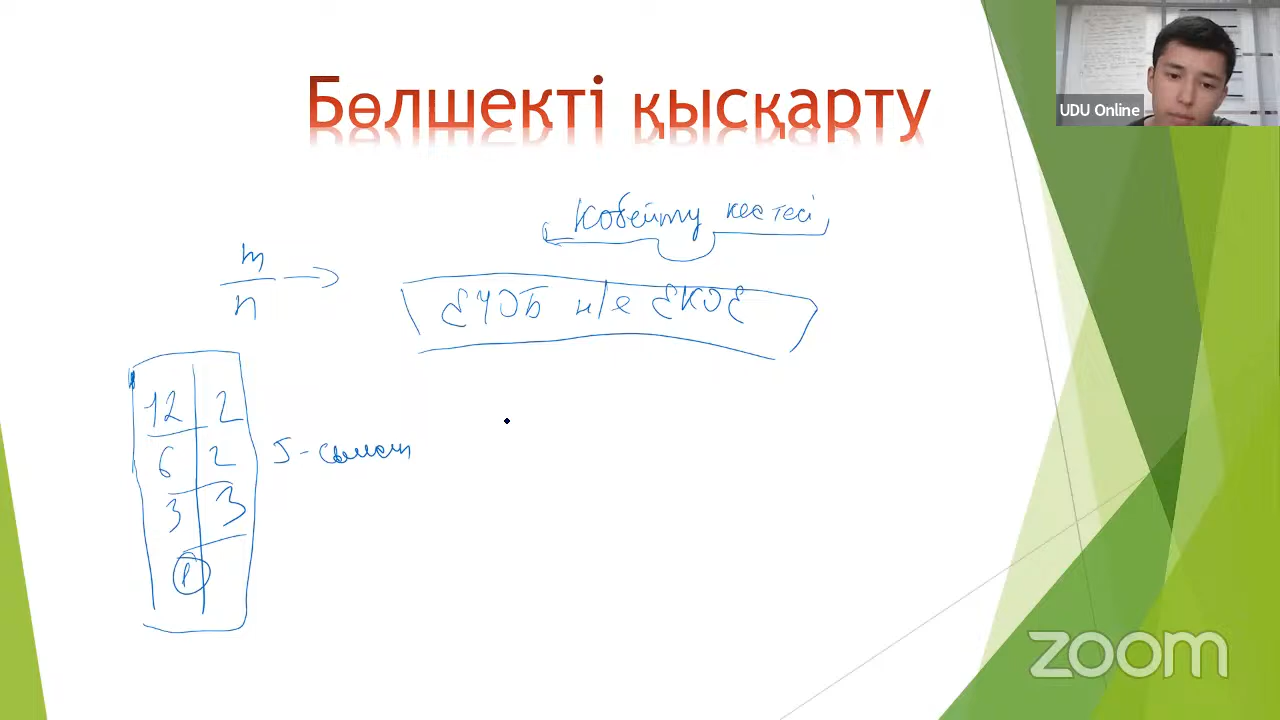 Бөлшекті қысқарту
UDU Online
Көбейту кестесі
m
n
ЕҮОБ н/е ЕКОЕ
12 2
6 2
3 3
1
5-сынып
zoom